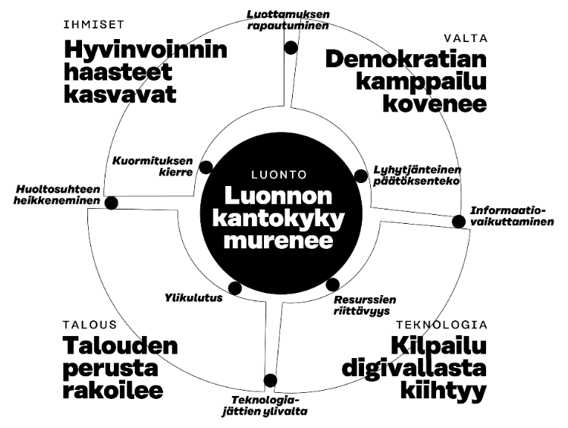 Luottamuksen
rapautuminen
IHMISET
Hyvinvoinnin
haasteet
kasvavat
VALTA
Demokratian
kamppailu
kovenee
Kuormituksen
kierre
Lyhytjänteinen
päätöksenteko
Huoltosuhteen
heikkeneminen
Informaatio-
vaikuttaminen
LUONTO
Luonnon
kantokyky
murenee
Ylikulutus
Resurssien
riittävyys
TALOUS
Talouden
perusta
rakoilee
TEKNOLOGIA
Kilpailu
digivallasta
kiihtyy
Teknologia-
jättien ylivalta